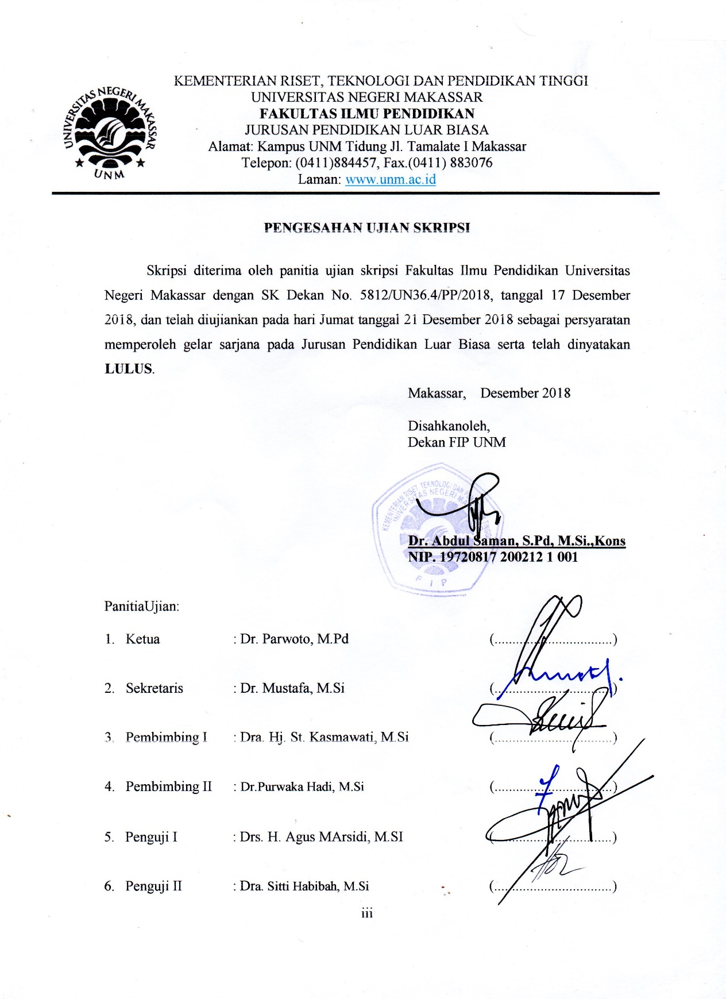 KEMENTERIAN RISET, TEKNOLOGI DAN PENDIDIKAN TINGGI
UNIVERSITAS NEGERI MAKASSAR
FAKULTAS ILMU PENDIDIKAN
JURUSAN PENDIDIKAN LUAR BIASA
Alamat: Kampus UNM Tidung Jl. Tamalate I Makassar
Telepon: (0411)884457, Fax.(0411) 883076
Laman: www.unm.ac.id
UNIVERSITAS NEGERI MAKASSAR
UNM
PENGESAHAN UJIAN SKRIPSI
Skripsi diterima oleh panitia ujian skripsi Fakultas Ilmu Pendidikan Universitas
Negeri Makassar dengan SK Dekan No. 5812/UN36.4/PP/2018, tanggal 17 Desember
2018, dan telah diujiankan pada hari Jumat tanggal 21 Desember 2018 sebagai persyaratan
memperoleh gelar sarjana pada Jurusan Pendidikan Luar Biasa serta telah dinyatakan
LULUS.
Makassar, Desember 2018
Disahkanoleh,
Dekan FIP UNM
KEMENTERIAN RISET TEKNOLOGI DAN
UNIVERSITAS NEGERI
FIP
Dr. Abdul Saman, S.Pd, M.Si.,Kons
NIP. 19720817 200212 1 001
PanitiaUjian:
1. Ketua : Dr. Parwoto, M.Pd (..................................)
2. Sekretaris : Dr. Mustafa, M.Si (..................................)
3. Pembimbing I : Dra. Hj. St. Kasmawati, M.Si (..................................)
4. Pembimbing II : Dr.Purwaka Hadi, M.Si (..................................)
5. Penguji I : Drs. H. Agus MArsidi, M.SI (..................................)
6. Penguji II : Dra. Sitti Habibah, M.Si (..................................)
iii